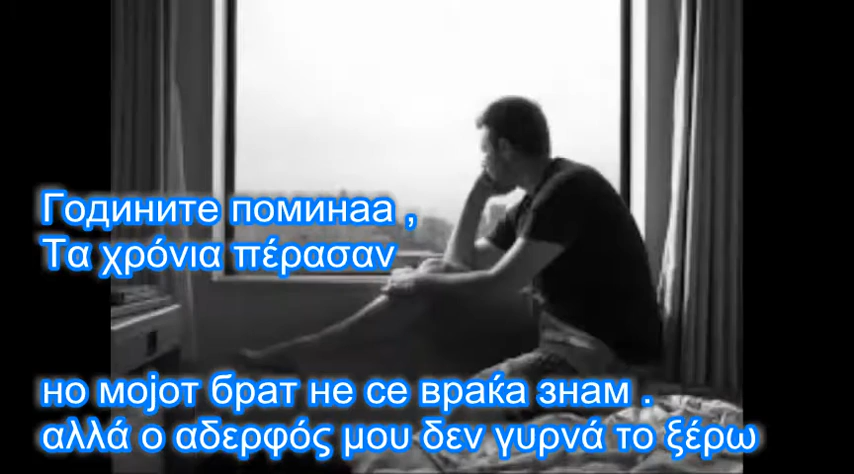 Годините поминаа ,
Τα χρόνια πέρασαν
но мојот брат не се враќа знам .
αλλά ο αδερφός μου δεν γυρνά το ξέρω